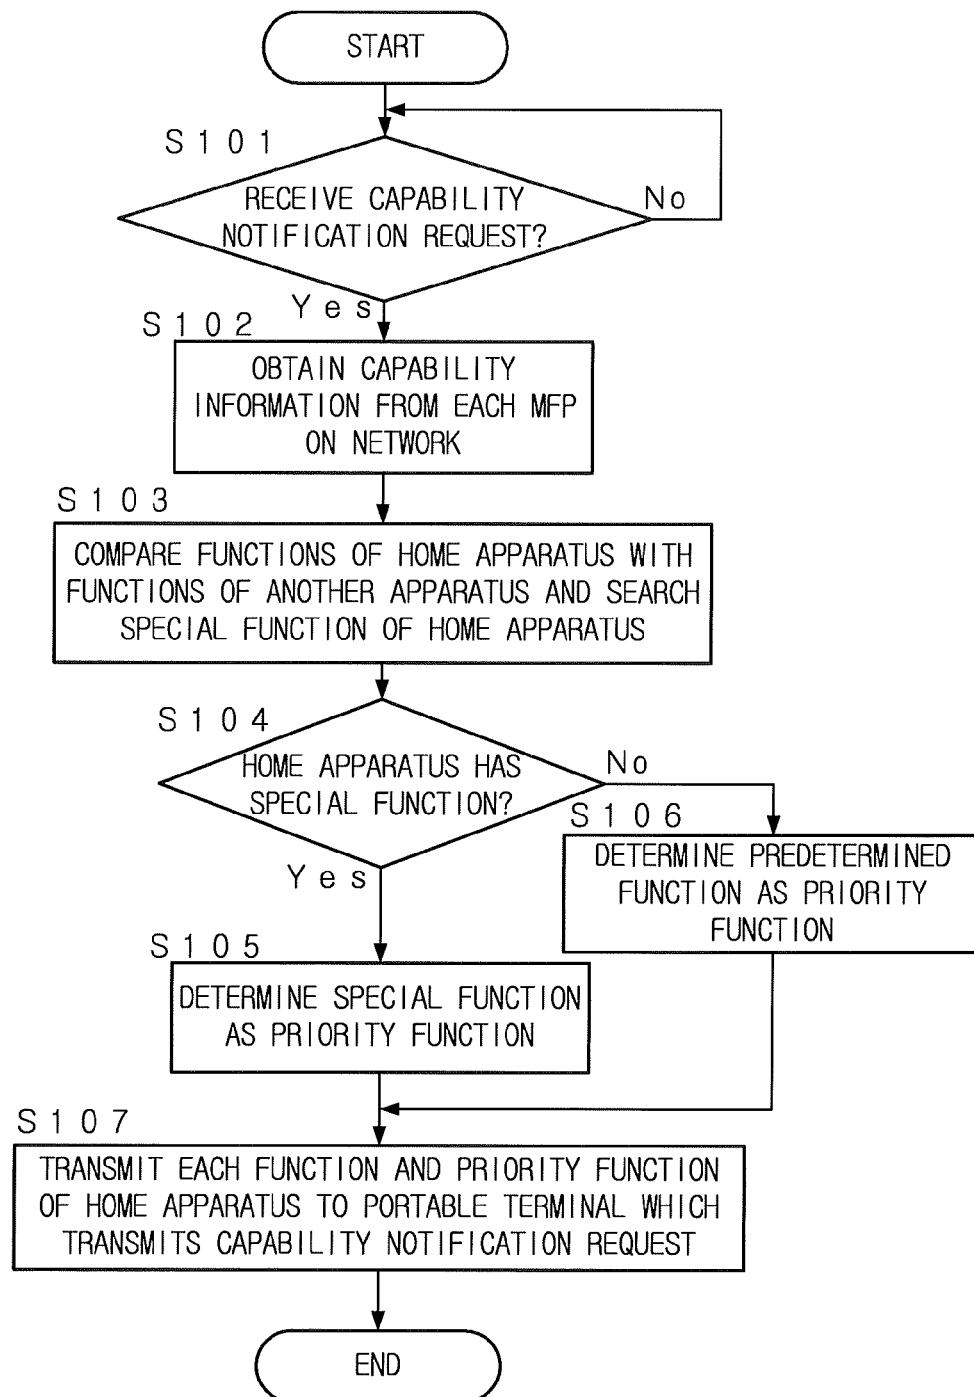 START
S101
RECEIVE CAPABILITY
NOTIFICATION REQUEST?
No
Yes
S102
OBTAIN CAPABILITY
INFORMATION FROM EACH MFP
ON NETWORK
S103
COMPARE FUNCTIONS OF HOME APPARATUS WITH
FUNCTIONS OF ANOTHER APPARATUS AND SEARCH
SPECIAL FUNCTION OF HOME APPARATUS
S104
HOME APPARATUS HAS
SPECIAL FUNCTION?
No
Yes
S106
DETERMINE PREDETERMINED
FUNCTION AS PRIORITY
FUNCTION
S105
DETERMINE SPECIAL FUNCTION
AS PRIORITY FUNCTION
S107
TRANSMIT EACH FUNCTION AND PRIORITY FUNCTION
OF HOME APPARATUS TO PORTABLE TERMINAL WHICH
TRANSMITS CAPABILITY NOTIFICATION REQUEST
END